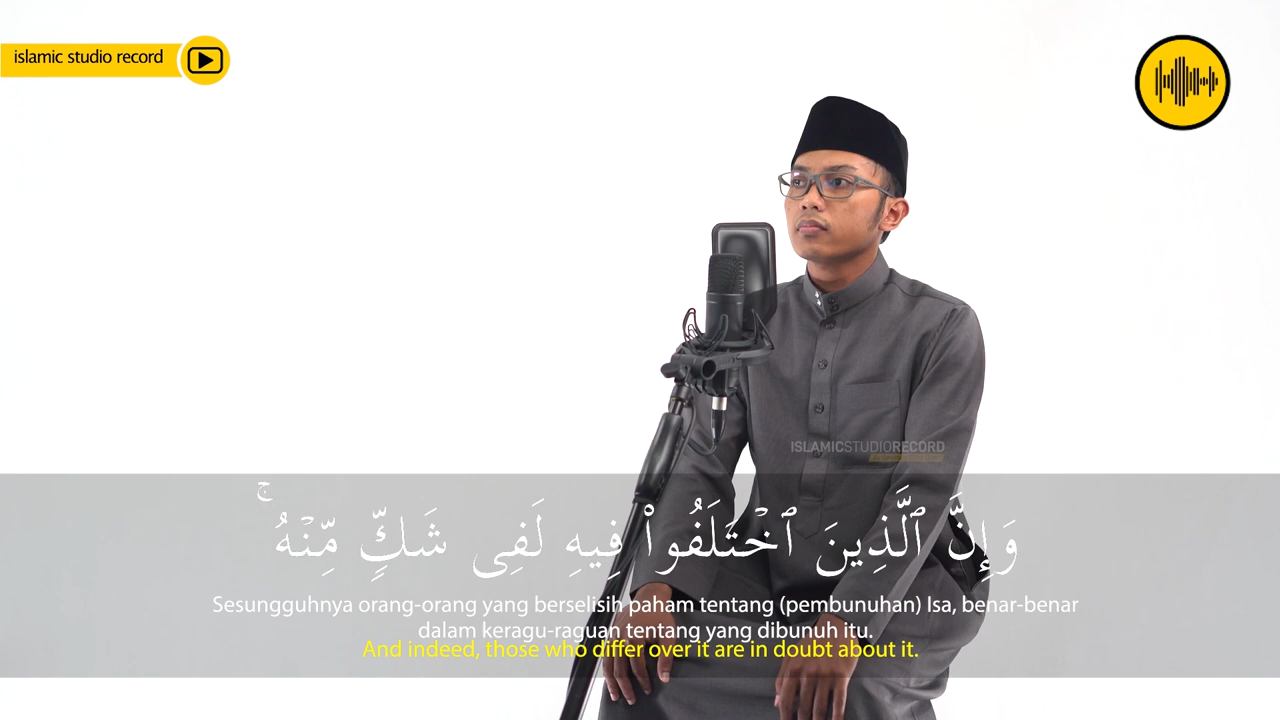 islamic studio record
ISLAMICSTUDIORECORD
وَإِنَّ ٱلَّذِينَ ٱخْتَلَفُوا۟ فِيهِ لَفِى شَكٍّۢ مِّنْهُ ۚ
Sesungguhnya orang-orang yang berselisih paham tentang (pembunuhan) Isa, benar-benar
dalam keragu-raguan tentang yang dibunuh itu.
And indeed, those who differ over it are in doubt about it.